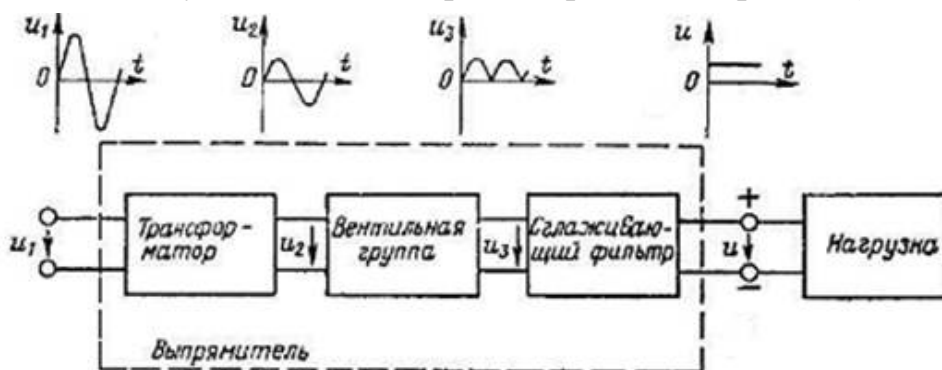 u₁
0
t
u₂
0
t
u₃
0
t
u
0
t
u₁
Трансфор-
матор
u₂
Вентильная
группа
u₃
Сглаживаю-
щий фильтр
+
u
−
Нагрузка
Выпрямитель